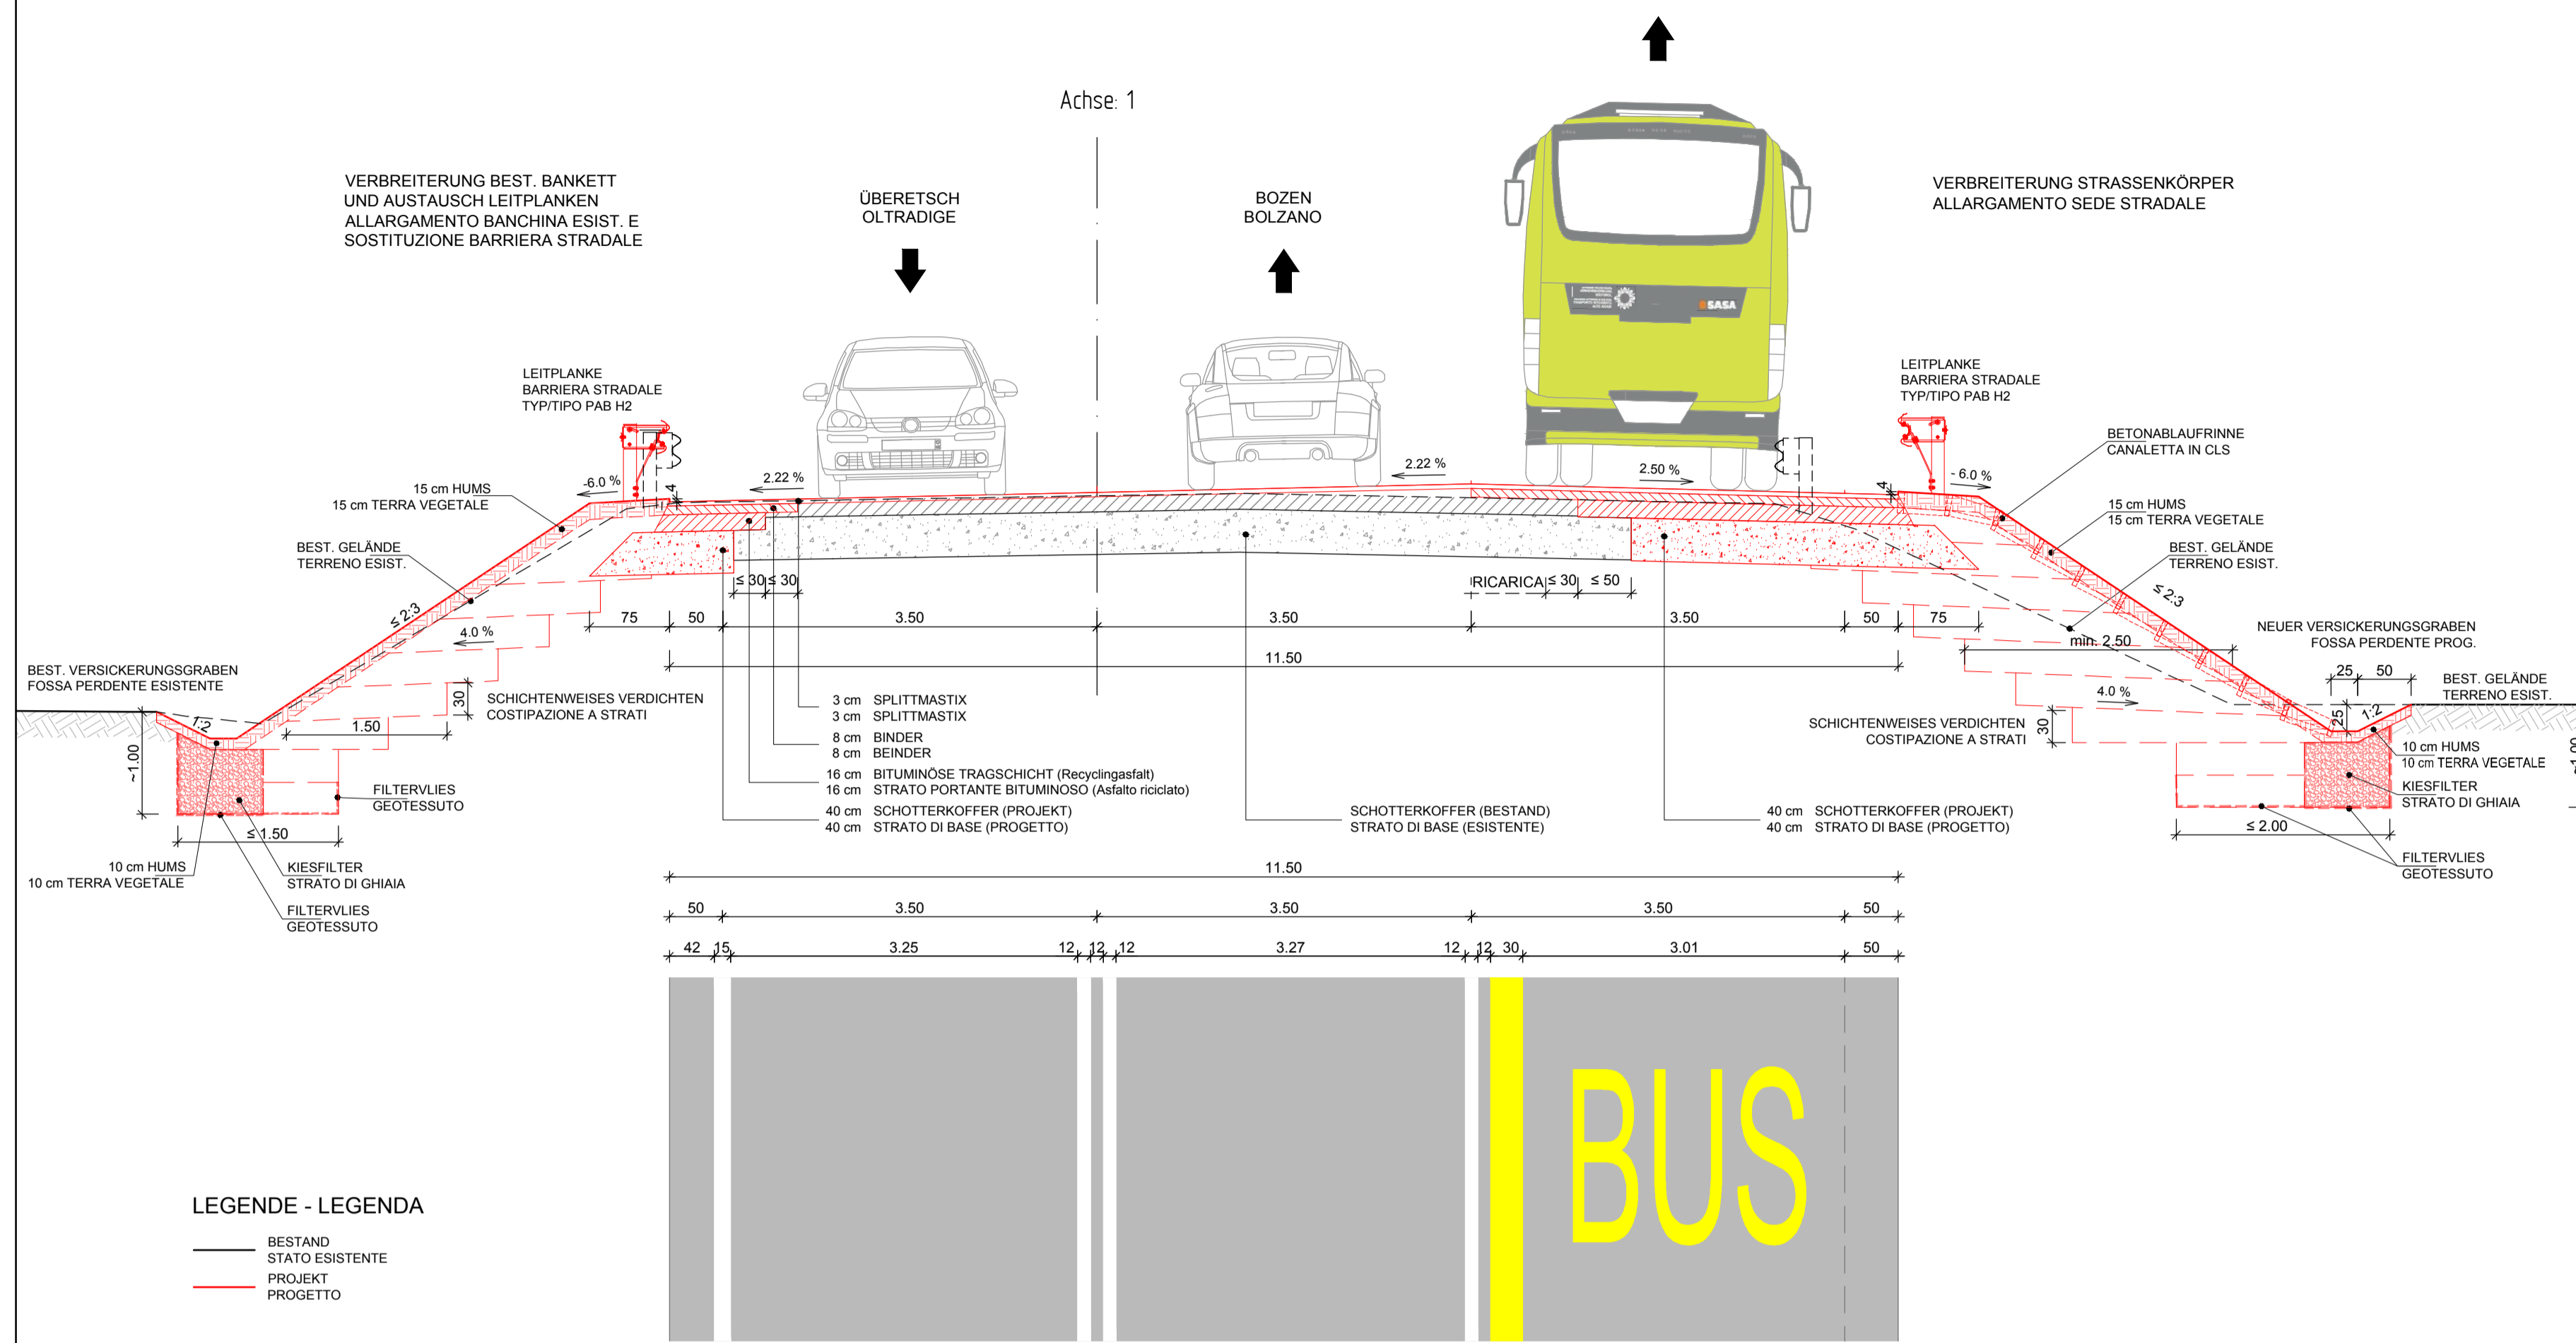 Achse: 1
VERBREITERUNG BEST. BANKETT
UND AUSTAUSCH LEITPLANKEN
ALLARGAMENTO BANCHINA ESIST. E
SOSTITUZIONE BARRIERA STRADALE
ÜBERETSCH
OLTRADIGE
BOZEN
BOLZANO
VERBREITERUNG STRASSENKÖRPER
ALLARGAMENTO SEDE STRADALE
SASA
LEITPLANKE
BARRIERA STRADALE
TYP/TIPO PAB H2
LEITPLANKE
BARRIERA STRADALE
TYP/TIPO PAB H2
BETONABLAUFRINNE
CANALETTA IN CLS
15 cm HUMS
15 cm TERRA VEGETALE
-6.0 %
4
2.22 %
2.22 %
2.50 %
4
- 6.0 %
15 cm HUMS
15 cm TERRA VEGETALE
BEST. GELÄNDE
TERRENO ESIST.
BEST. GELÄNDE
TERRENO ESIST.
≤ 2:3
≤ 2:3
≤ 30
≤ 30
RICARICA
≤ 30
≤ 50
75
50
3.50
3.50
3.50
50
75
4.0 %
min. 2.50
11.50
NEUER VERSICKERUNGSGRABEN
FOSSA PERDENTE PROG.
BEST. VERSICKERUNGSGRABEN
FOSSA PERDENTE ESISTENTE
25
50
BEST. GELÄNDE
TERRENO ESIST.
30
SCHICHTENWEISES VERDICHTEN
COSTIPAZIONE A STRATI
4.0 %
SCHICHTENWEISES VERDICHTEN
COSTIPAZIONE A STRATI
30
25
1:2
1:2
1.50
~1.00
~1.00
3 cm SPLITTMASTIX
3 cm SPLITTMASTIX
8 cm BINDER
8 cm BEINDER
16 cm BITUMINÖSE TRAGSCHICHT (Recyclingasfalt)
16 cm STRATO PORTANTE BITUMINOSO (Asfalto riciclato)
40 cm SCHOTTERKOFFER (PROJEKT)
40 cm STRATO DI BASE (PROGETTO)
SCHOTTERKOFFER (BESTAND)
STRATO DI BASE (ESISTENTE)
40 cm SCHOTTERKOFFER (PROJEKT)
40 cm STRATO DI BASE (PROGETTO)
10 cm HUMS
10 cm TERRA VEGETALE
KIESFILTER
STRATO DI GHIAIA
FILTERVLIES
GEOTESSUTO
≤ 1.50
≤ 2.00
10 cm HUMS
10 cm TERRA VEGETALE
KIESFILTER
STRATO DI GHIAIA
FILTERVLIES
GEOTESSUTO
FILTERVLIES
GEOTESSUTO
11.50
50
3.50
3.50
3.50
50
42
15
3.25
12
12
12
3.27
12
12
30
3.01
50
BUS
LEGENDE - LEGENDA
BESTAND
STATO ESISTENTE
PROJEKT
PROGETTO